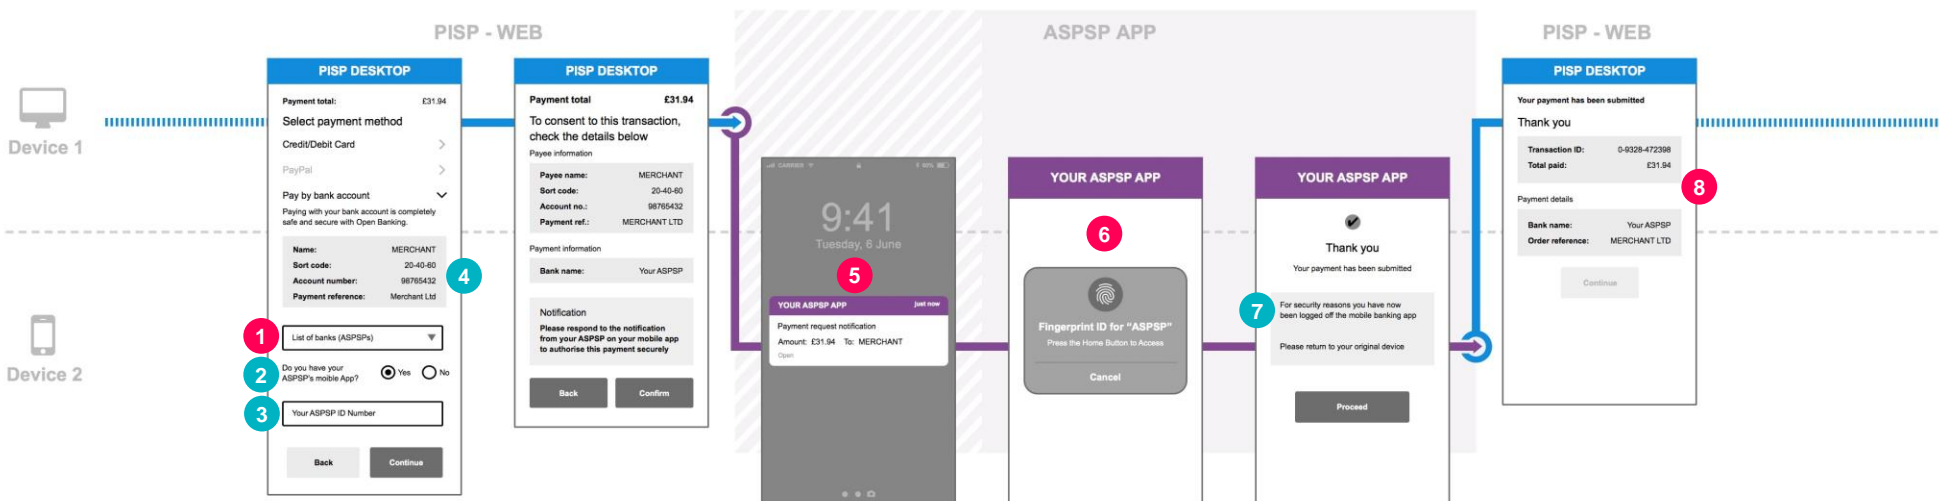 PISP - WEB
ASPSP APP
PISP - WEB
Device 1
Device 2
PISP DESKTOP
Payment total: £31.94
Select payment method
Credit/Debit Card
PayPal
Pay by bank account
Paying with your bank account is completely
safe and secure with Open Banking.
Name: MERCHANT
Sort code: 20-40-60
Account number: 98765432
Payment reference: Merchant Ltd
4
1
List of banks (ASPSPs)
2
Do you have your
ASPSP's moible App?
Yes
No
3
Your ASPSP ID Number
Back
Continue
PISP DESKTOP
Payment total £31.94
To consent to this transaction,
check the details below
Payee information
Payee name: MERCHANT
Sort code: 20-40-60
Account no.: 98765432
Payment ref.: MERCHANT LTD
Payment information
Bank name: Your ASPSP
Notification
Please respond to the notification
from your ASPSP on your mobile app
to authorise this payment securely
Back
Confirm
CARRIER
60%
9:41
Tuesday, 6 June
5
YOUR ASPSP APP just now
Payment request notification
Amount: £31.94 To: MERCHANT
Open
YOUR ASPSP APP
6
Fingerprint ID for "ASPSP"
Press the Home Button to Access
Cancel
YOUR ASPSP APP
Thank you
Your payment has been submitted
7
For security reasons you have now
been logged off the mobile banking app
Please return to your original device
Proceed
PISP DESKTOP
Your payment has been submitted
Thank you
Transaction ID: 0-9328-472398
Total paid: £31.94
8
Payment details
Bank name: Your ASPSP
Order reference: MERCHANT LTD
Continue